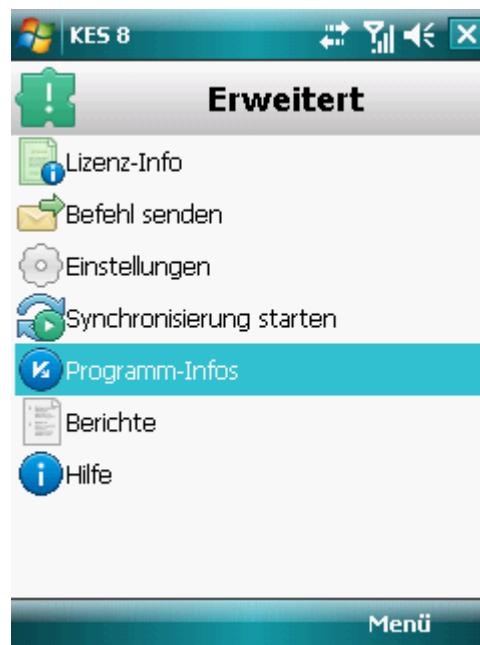 KES 8
Erweitert
Lizenz-Info
Befehl senden
Einstellungen
Synchronisierung starten
Programm-Infos
Berichte
Hilfe
Menü